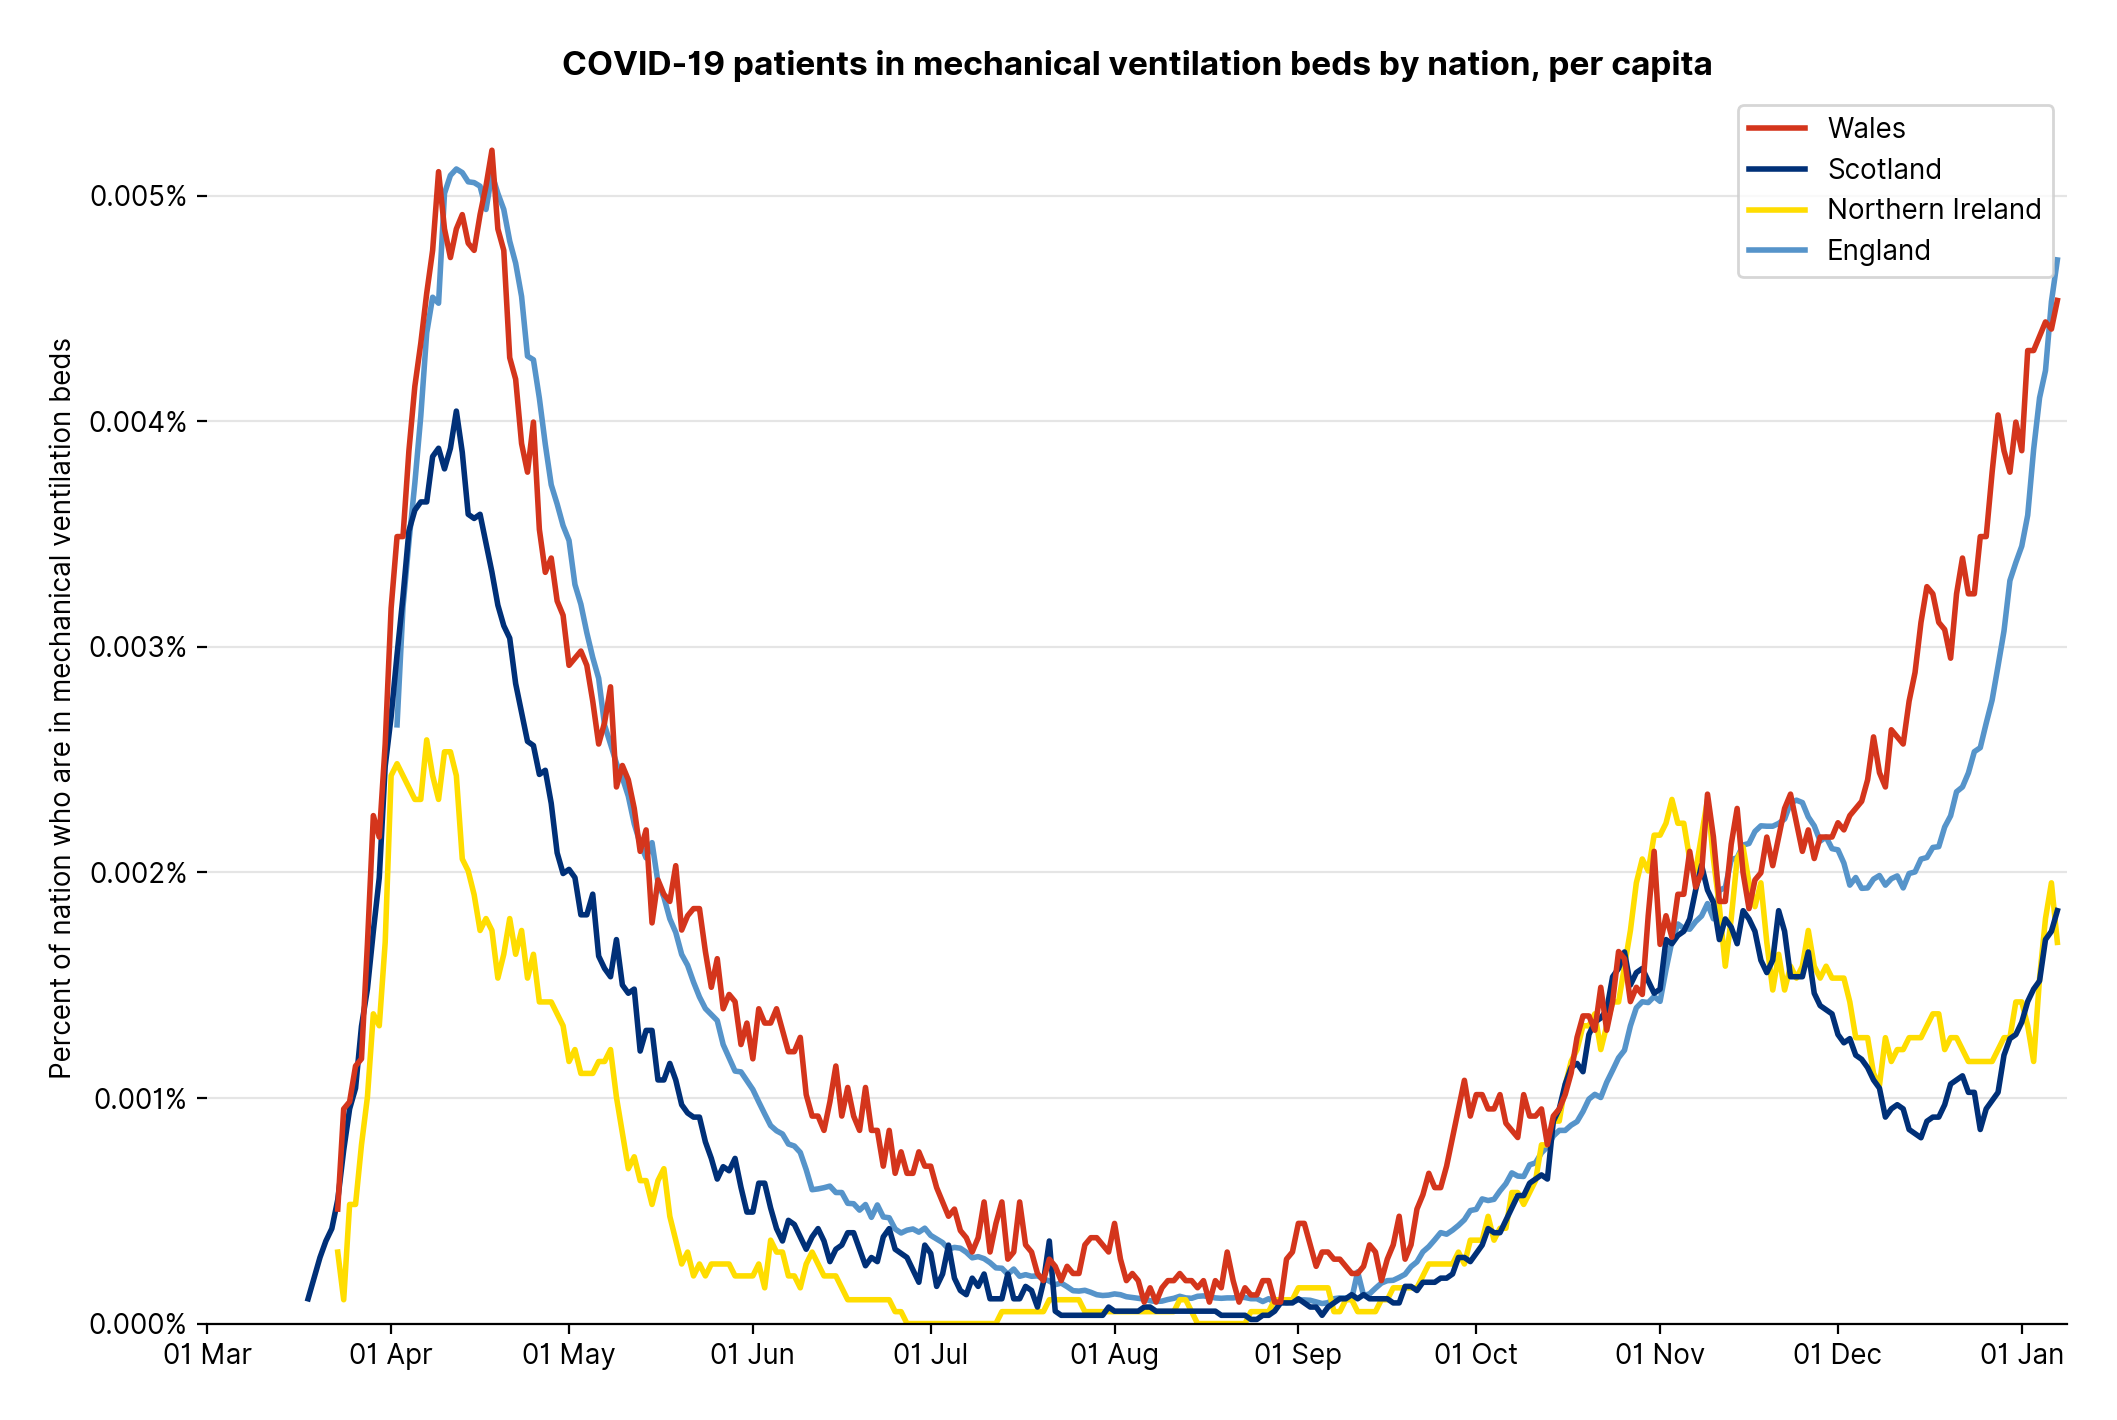 COVID-19 patients in mechanical ventilation beds by nation, per capita
Wales
Scotland
Northern Ireland
England
Percent of nation who are in mechanical ventilation beds
0.005%
0.004%
0.003%
0.002%
0.001%
0.000%
01 Mar 01 Apr 01 May 01 Jun 01 Jul 01 Aug 01 Sep 01 Oct 01 Nov 01 Dec 01 Jan